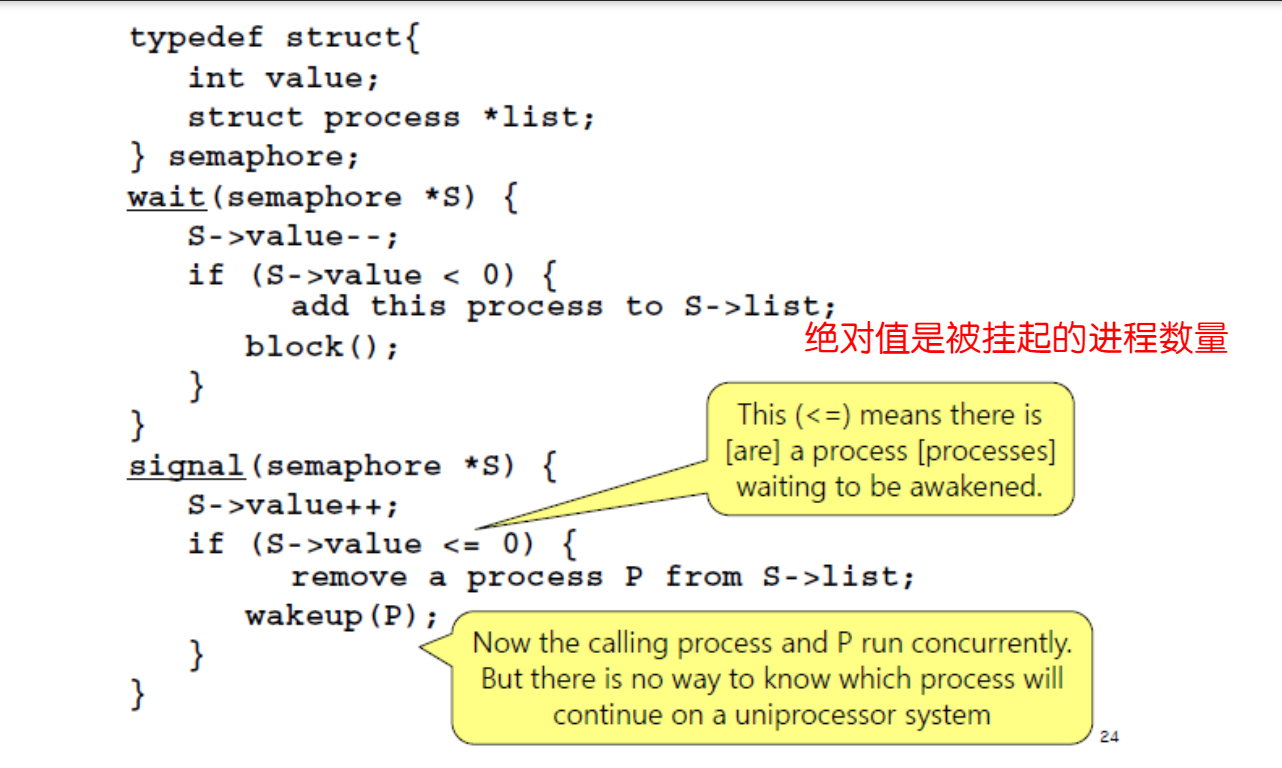 typedef struct{
int value;
struct process *list;
} semaphore;
wait(semaphore *S) {
S->value--;
if (S->value < 0) {
add this process to S->list;
绝对值是被挂起的进程数量
block();
}
}
This (<=) means there is
[are] a process [processes]
waiting to be awakened.
signal(semaphore *S) {
S->value++;
if (S->value <= 0) {
remove a process P from S->list;
wakeup(P);
Now the calling process and P run concurrently.
But there is no way to know which process will
continue on a uniprocessor system
}
}
24